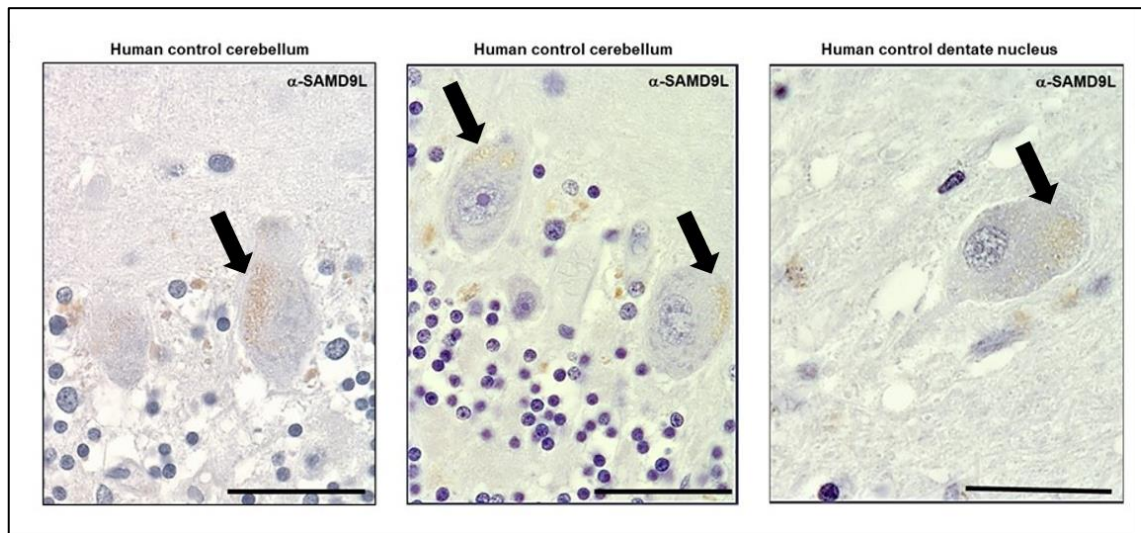 Human control cerebellum
α-SAMD9L
Human control cerebellum
α-SAMD9L
Human control dentate nucleus
α-SAMD9L